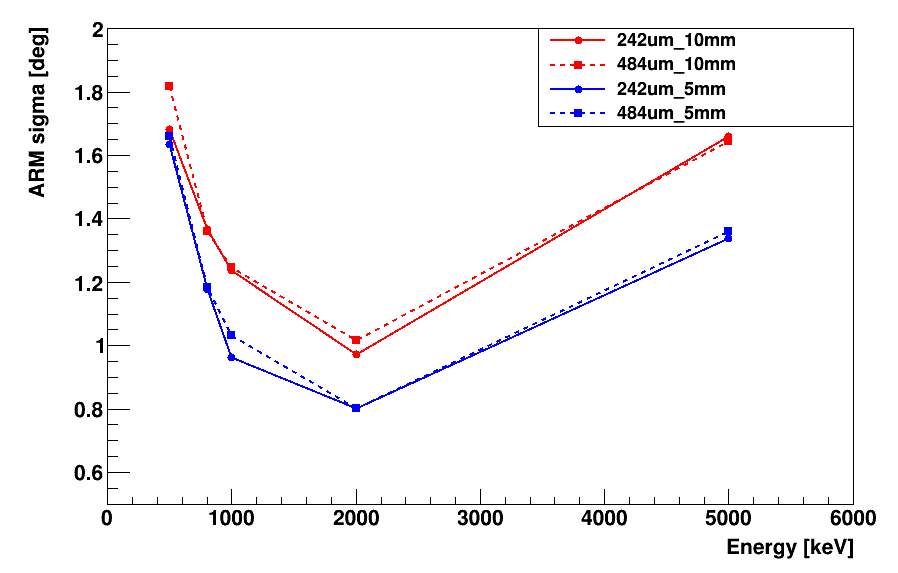 ARM sigma [deg]
2
1.8
1.6
1.4
1.2
1
0.8
0.6
242um_10mm
484um_10mm
242um_5mm
484um_5mm
0 1000 2000 3000 4000 5000 6000
Energy [keV]